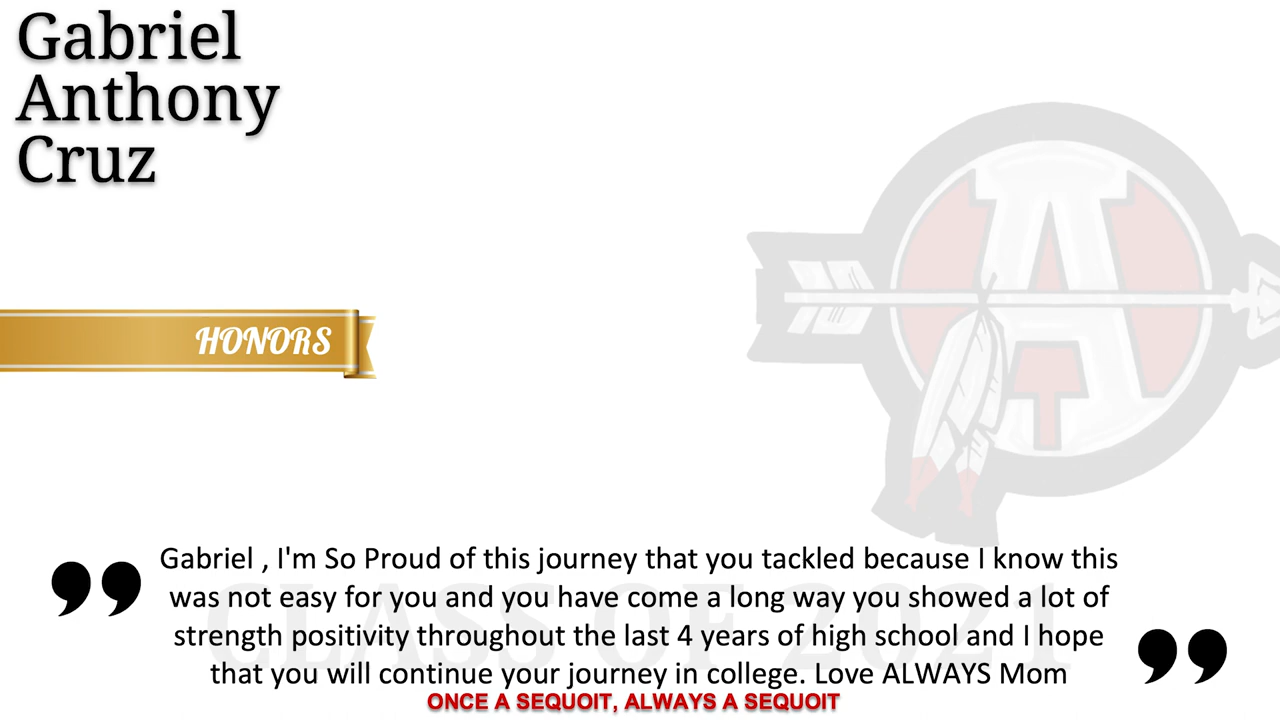 Gabriel
Anthony
Cruz
HONORS
A
Gabriel , I'm So Proud of this journey that you tackled because I know this
was not easy for you and you have come a long way you showed a lot of
strength positivity throughout the last 4 years of high school and I hope
that you will continue your journey in college. Love ALWAYS Mom
CLASS OF 2021
ONCE A SEQUOIT, ALWAYS A SEQUOIT